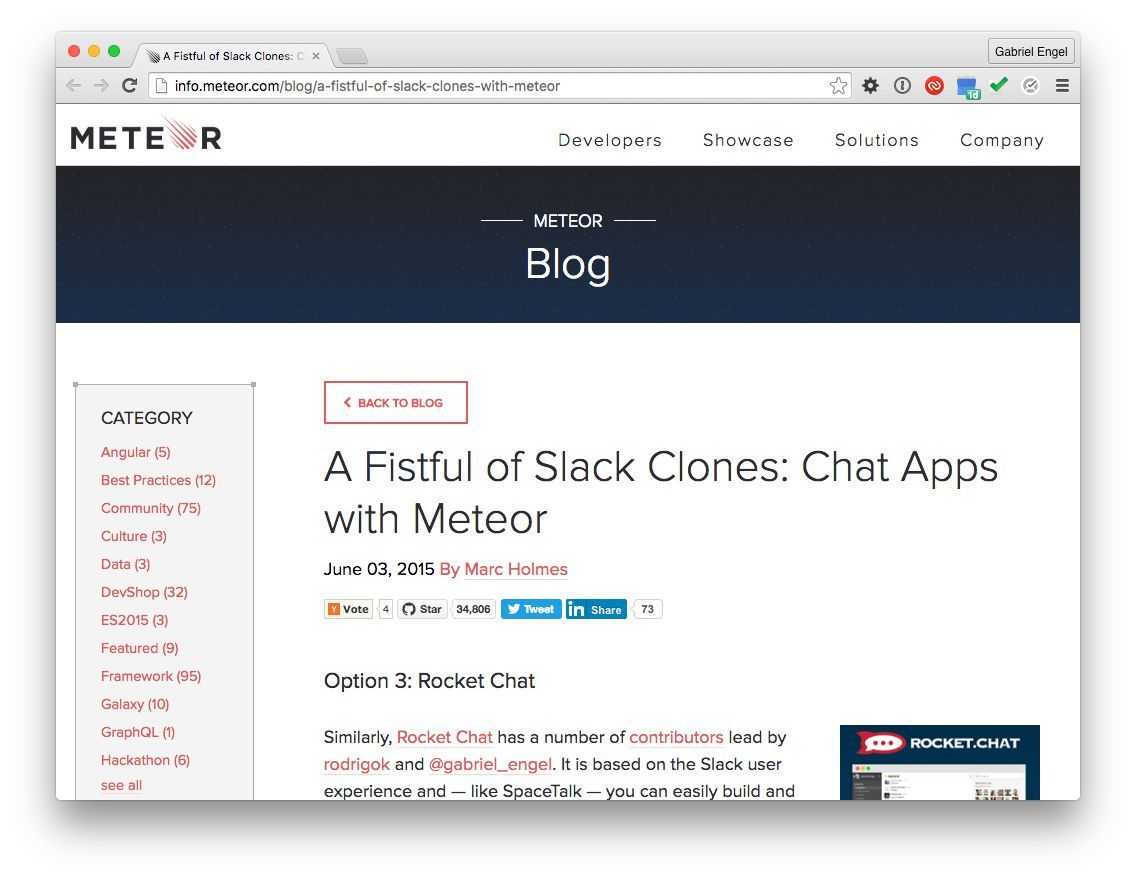 A Fistful of Slack Clones: C
Gabriel Engel
info.meteor.com/blog/a-fistful-of-slack-clones-with-meteor
1d
METEOR
Developers
Showcase
Solutions
Company
METEOR
Blog
CATEGORY
Angular (5)
Best Practices (12)
Community (75)
Culture (3)
Data (3)
DevShop (32)
ES2015 (3)
Featured (9)
Framework (95)
Galaxy (10)
GraphQL (1)
Hackathon (6)
see all
BACK TO BLOG
A Fistful of Slack Clones: Chat Apps
with Meteor
June 03, 2015 By Marc Holmes
Y Vote 4 Star 34,806 Tweet in Share 73
Option 3: Rocket Chat
Similarly, Rocket Chat has a number of contributors lead by
rodrigok and @gabriel_engel. It is based on the Slack user
experience and — like SpaceTalk — you can easily build and
ROCKET.CHAT